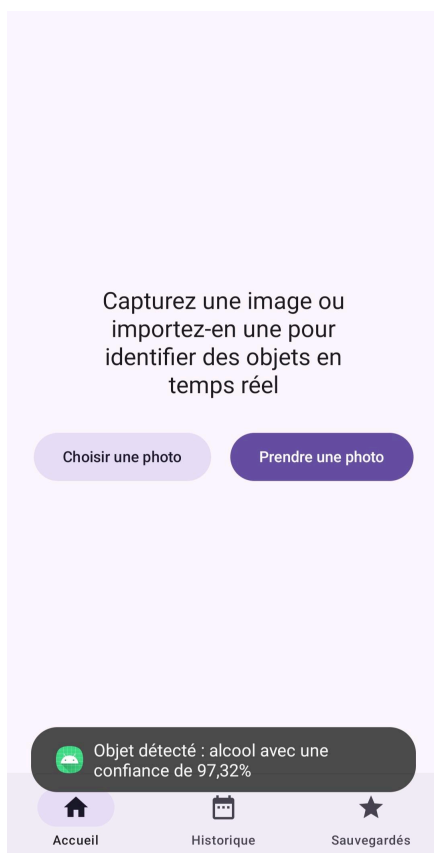 Capturez une image ou
importez-en une pour
identifier des objets en
temps réel
Choisir une photo
Prendre une photo
Objet détecté : alcool avec une
confiance de 97,32%
Accueil
Historique
Sauvegardés